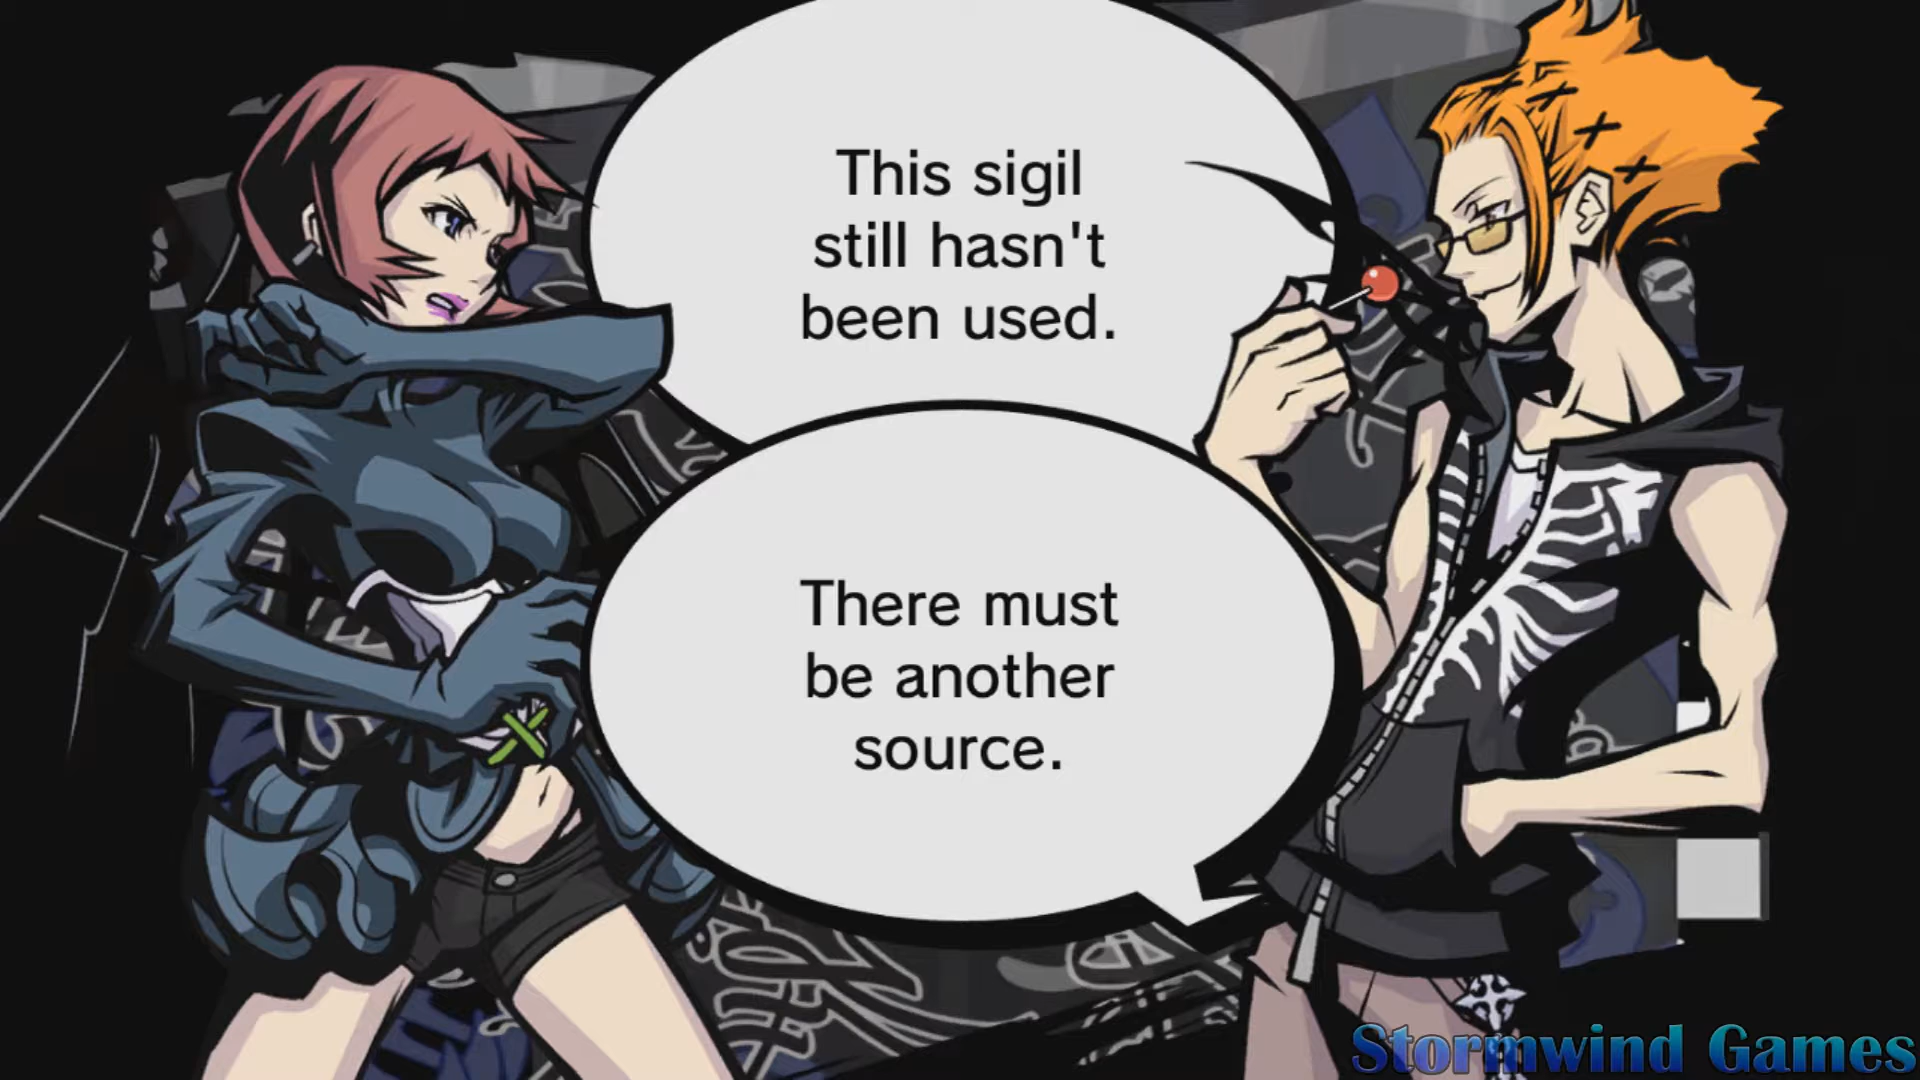 This sigil
still hasn't
been used.
There must
be another
source.
Stormwind Games